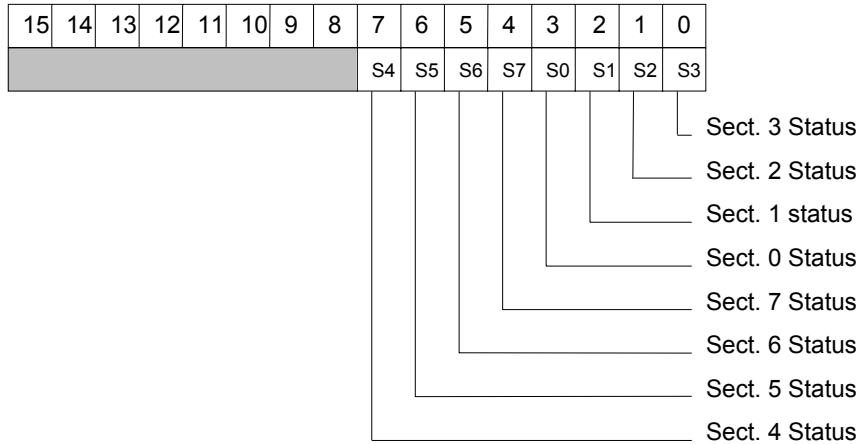 15 14 13 12 11 10 9 8 7 6 5 4 3 2 1 0
S4 S5 S6 S7 S0 S1 S2 S3
Sect. 3 Status
Sect. 2 Status
Sect. 1 status
Sect. 0 Status
Sect. 7 Status
Sect. 6 Status
Sect. 5 Status
Sect. 4 Status